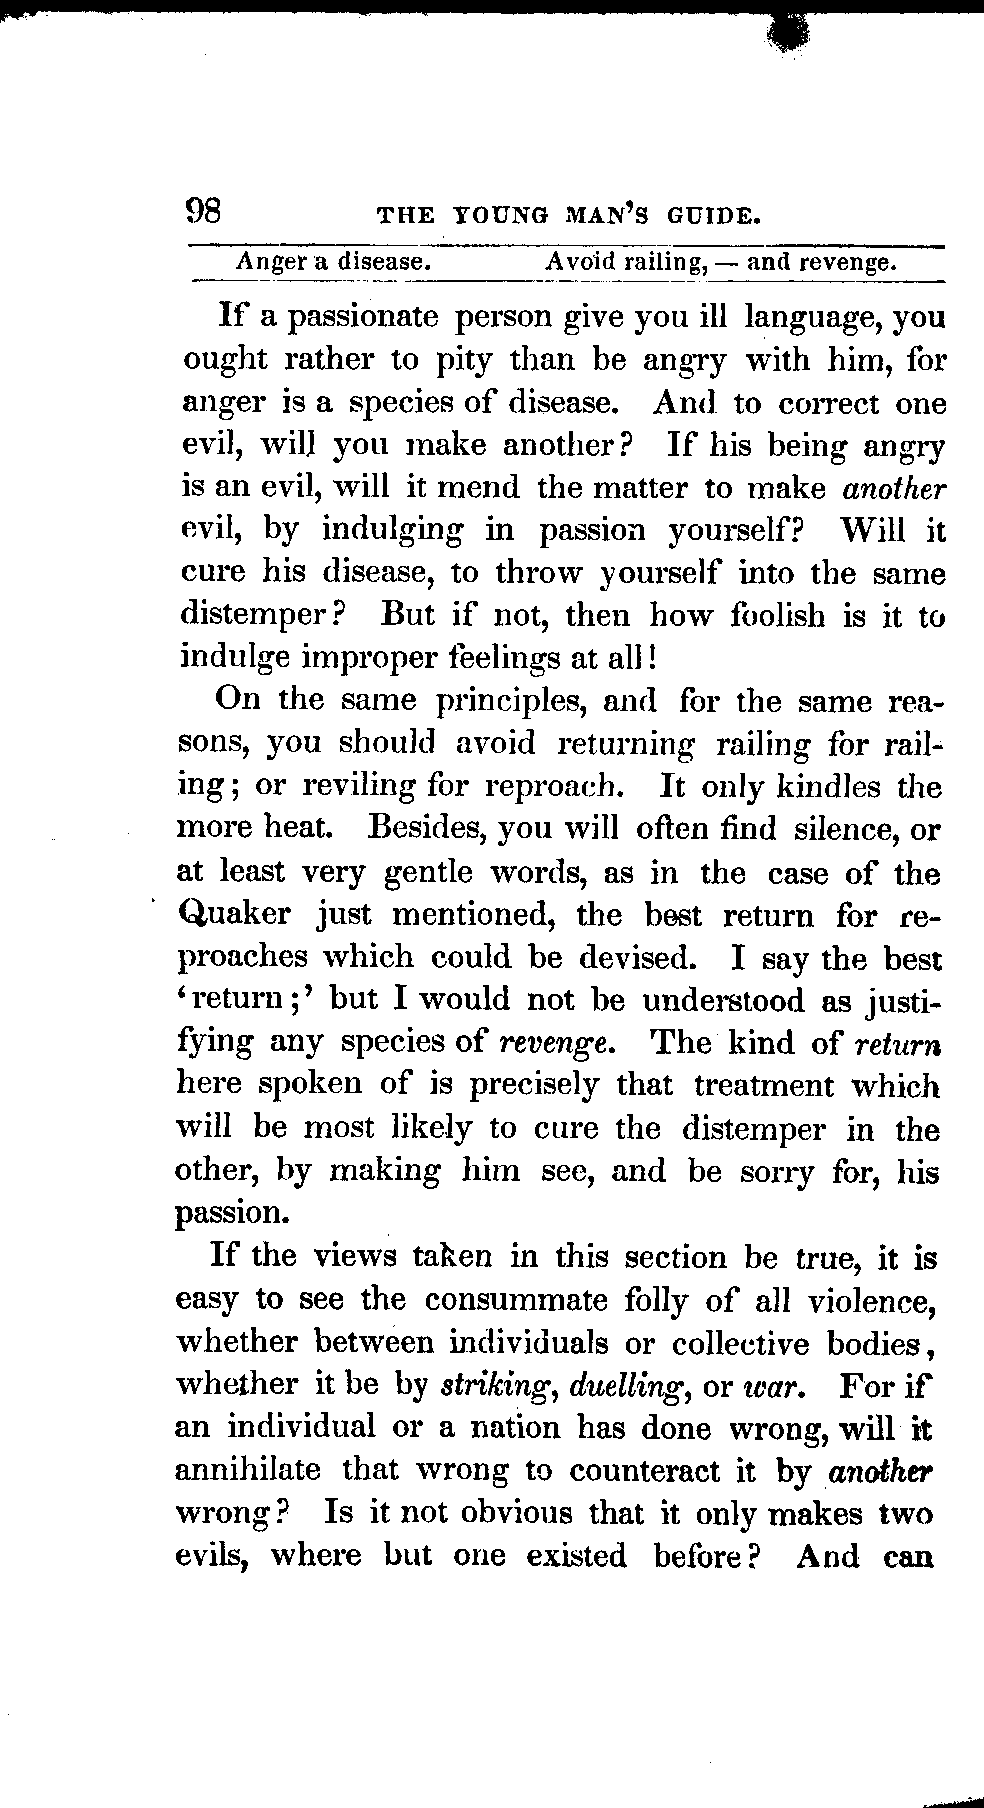 98 THE YOUNG MAN'S GUIDE.
Anger a disease. Avoid railing, — and revenge.
If a passionate person give you ill language, you
ought rather to pity than be angry with him, for
anger is a species of disease. And to correct one
evil, will you make another? If his being angry
is an evil, will it mend the matter to make another
evil, by indulging in passion yourself? Will it
cure his disease, to throw yourself into the same
distemper? But if not, then how foolish is it to
indulge improper feelings at all!
On the same principles, and for the same rea-
sons, you should avoid returning railing for rail-
ing; or reviling for reproach. It only kindles the
more heat. Besides, you will often find silence, or
at least very gentle words, as in the case of the
Quaker just mentioned, the best return for re-
proaches which could be devised. I say the best
'return;' but I would not be understood as justi-
fying any species of revenge. The kind of return
here spoken of is precisely that treatment which
will be most likely to cure the distemper in the
other, by making him see, and be sorry for, his
passion.
If the views taken in this section be true, it is
easy to see the consummate folly of all violence,
whether between individuals or collective bodies,
whether it be by striking, duelling, or war. For if
an individual or a nation has done wrong, will it
annihilate that wrong to counteract it by another
wrong? Is it not obvious that it only makes two
evils, where but one existed before? And can